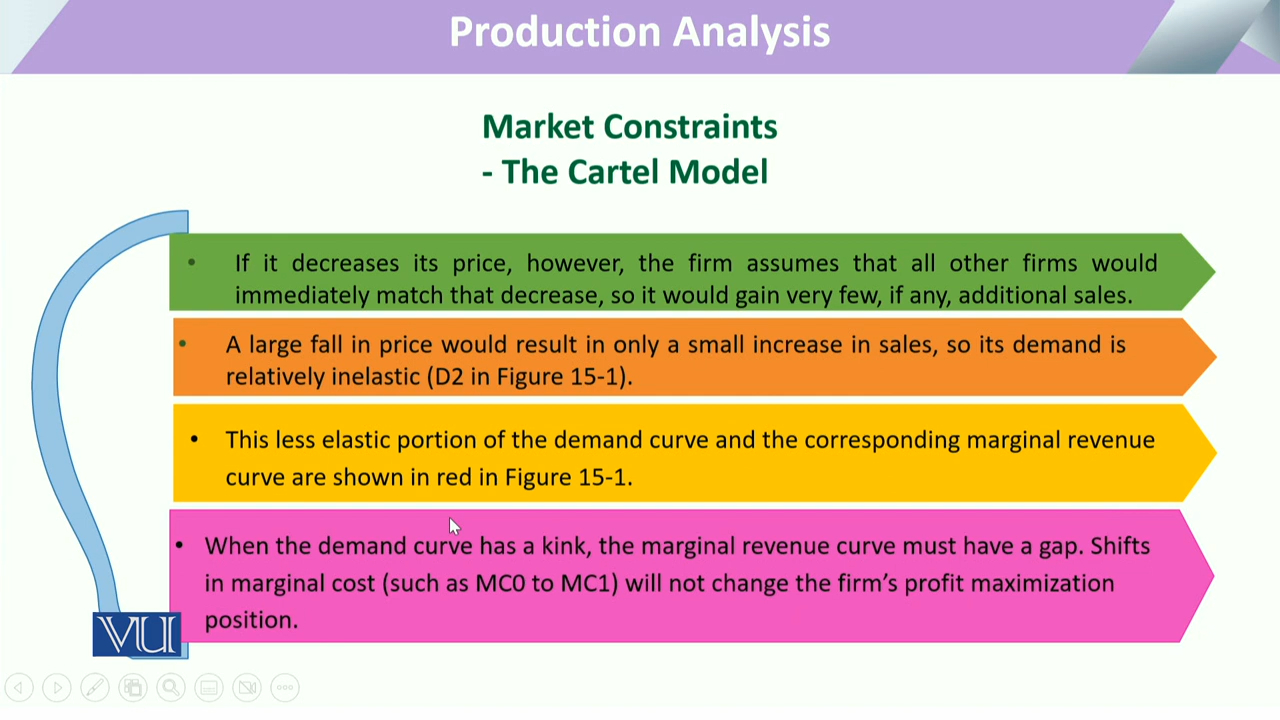 Production Analysis
Market Constraints
- The Cartel Model
• If it decreases its price, however, the firm assumes that all other firms would
immediately match that decrease, so it would gain very few, if any, additional sales.
• A large fall in price would result in only a small increase in sales, so its demand is
relatively inelastic (D2 in Figure 15-1).
• This less elastic portion of the demand curve and the corresponding marginal revenue
curve are shown in red in Figure 15-1.
• When the demand curve has a kink, the marginal revenue curve must have a gap. Shifts
in marginal cost (such as MC0 to MC1) will not change the firm’s profit maximization
position.
VU